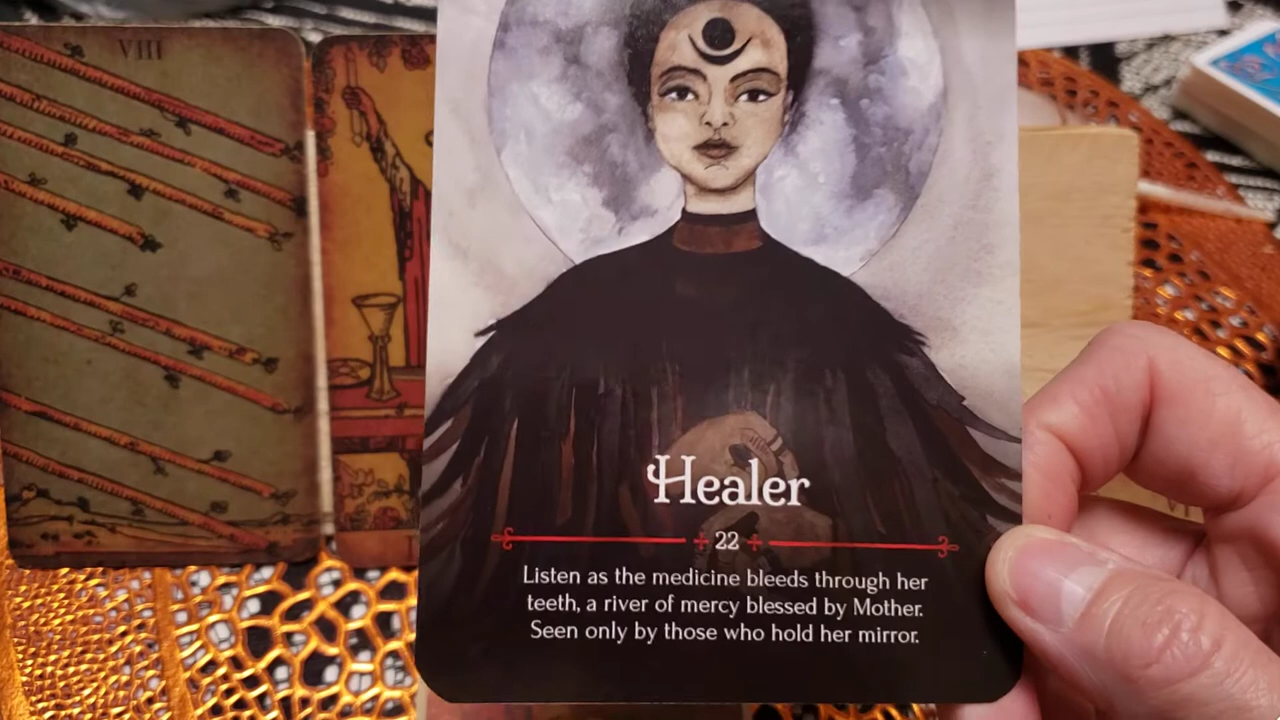 VIII
Healer
22
Listen as the medicine bleeds through her
teeth, a river of mercy blessed by Mother.
Seen only by those who hold her mirror.